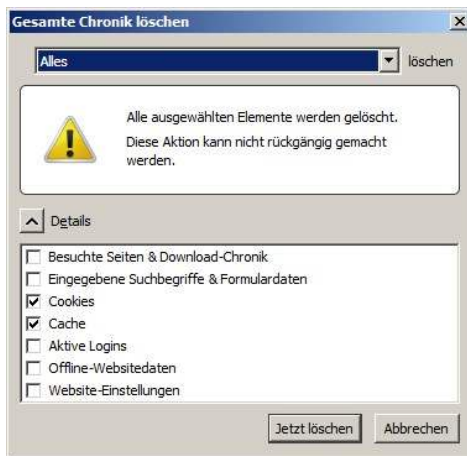 Gesamte Chronik löschen
Alles löschen
Alle ausgewählten Elemente werden gelöscht.
Diese Aktion kann nicht rückgängig gemacht
werden.
Details
Besuchte Seiten & Download-Chronik
Eingegebene Suchbegriffe & Formulardaten
Cookies
Cache
Aktive Logins
Offline-Websitedaten
Website-Einstellungen
Jetzt löschen Abbrechen